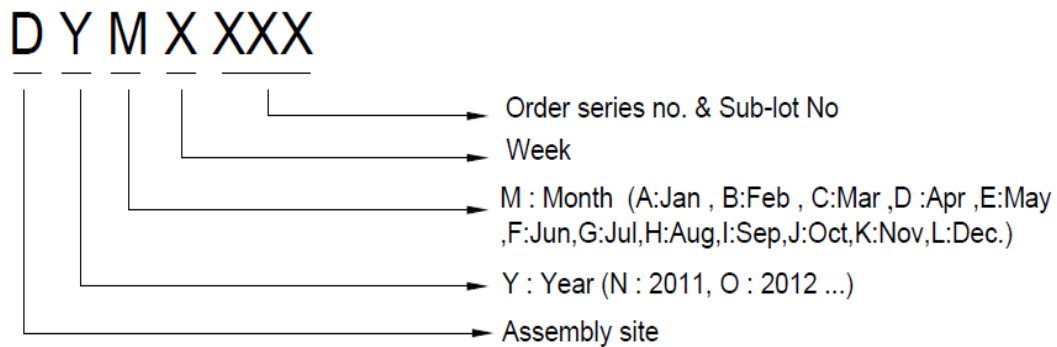 D Y M X XXX
Order series no. & Sub-lot No
Week
M : Month (A:Jan , B:Feb , C:Mar ,D :Apr ,E:May
,F:Jun,G:Jul,H:Aug,I:Sep,J:Oct,K:Nov,L:Dec.)
Y : Year (N : 2011, O : 2012 ...)
Assembly site